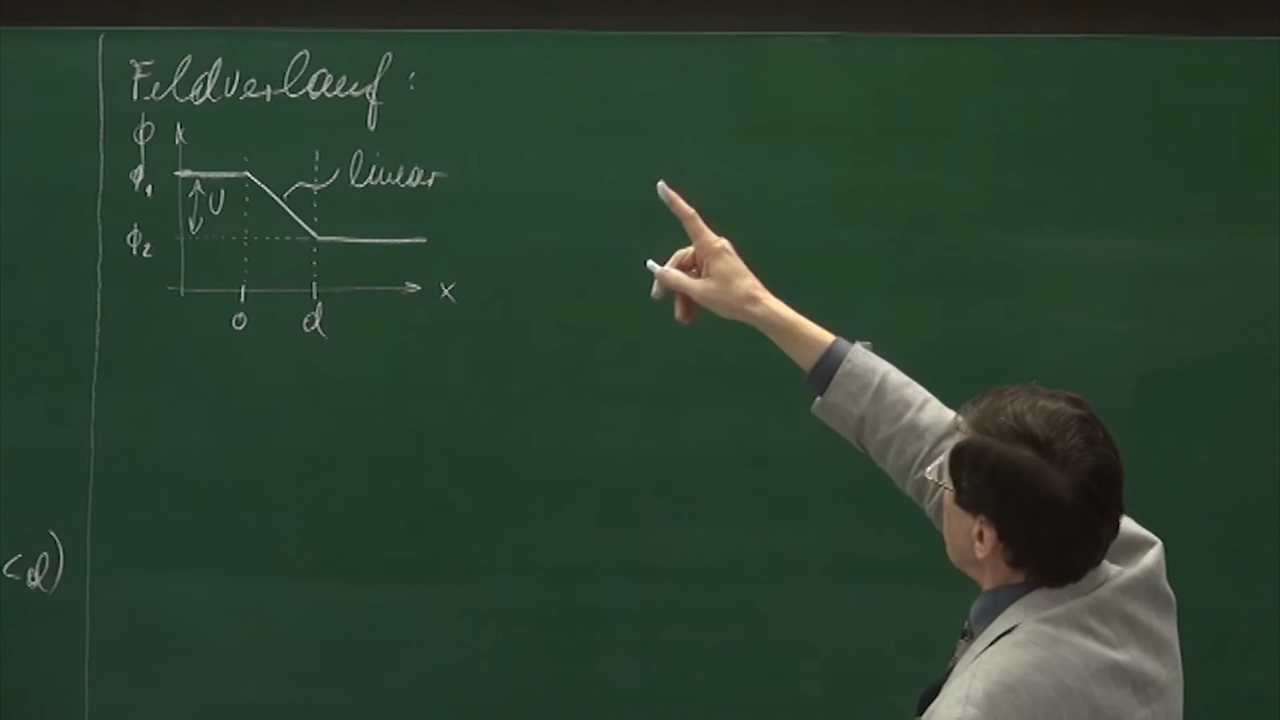 Feldverlauf:
ϕ
ϕ₁
U
linear
ϕ₂
x
0 d
<d)